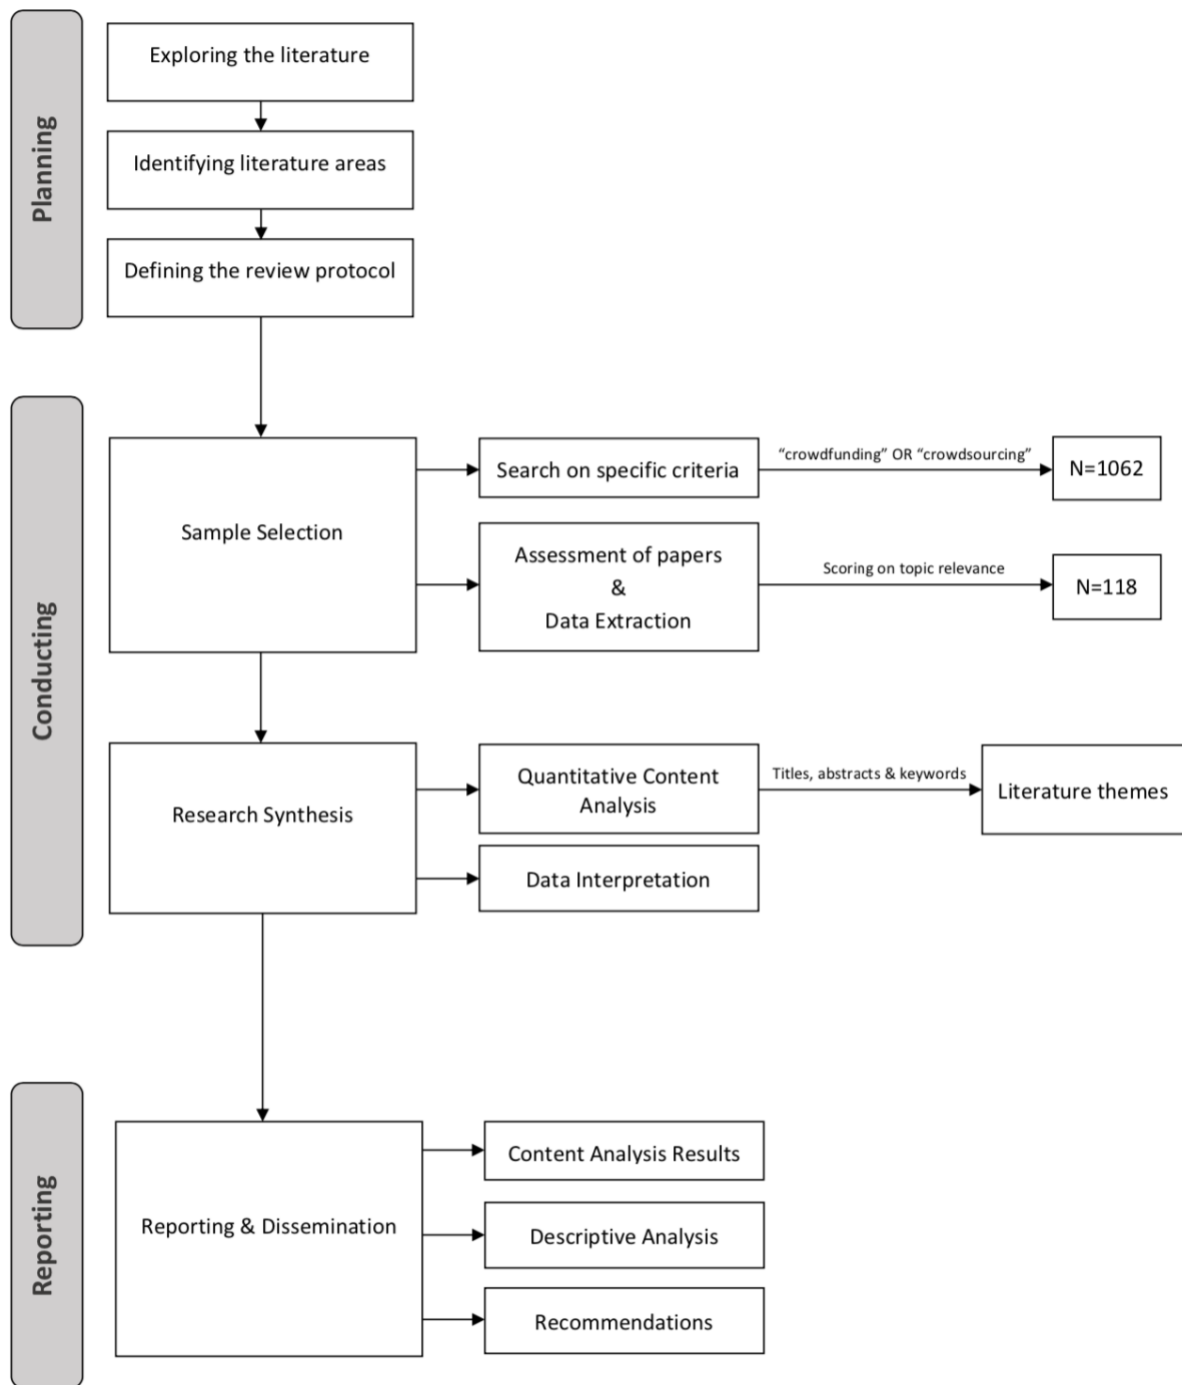 Planning
Exploring the literature
Identifying literature areas
Defining the review protocol
Conducting
Sample Selection
Search on specific criteria
“crowdfunding” OR “crowdsourcing”
N=1062
Assessment of papers
&
Data Extraction
Scoring on topic relevance
N=118
Research Synthesis
Quantitative Content
Analysis
Titles, abstracts & keywords
Literature themes
Data Interpretation
Reporting
Reporting & Dissemination
Content Analysis Results
Descriptive Analysis
Recommendations